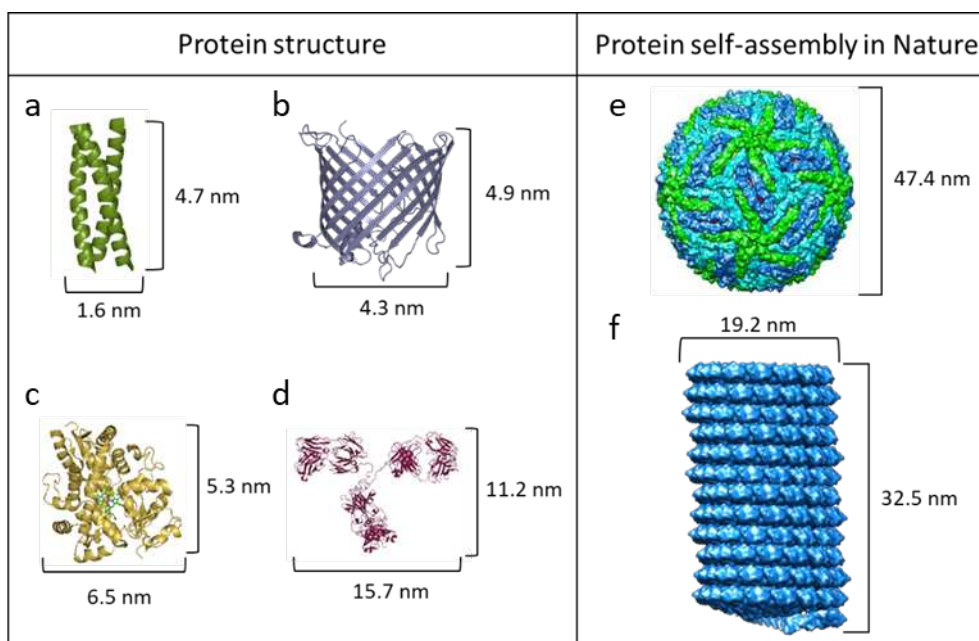 Protein structure
Protein self-assembly in Nature
a
4.7 nm
1.6 nm
b
4.9 nm
4.3 nm
c
5.3 nm
6.5 nm
d
11.2 nm
15.7 nm
e
47.4 nm
f
19.2 nm
32.5 nm